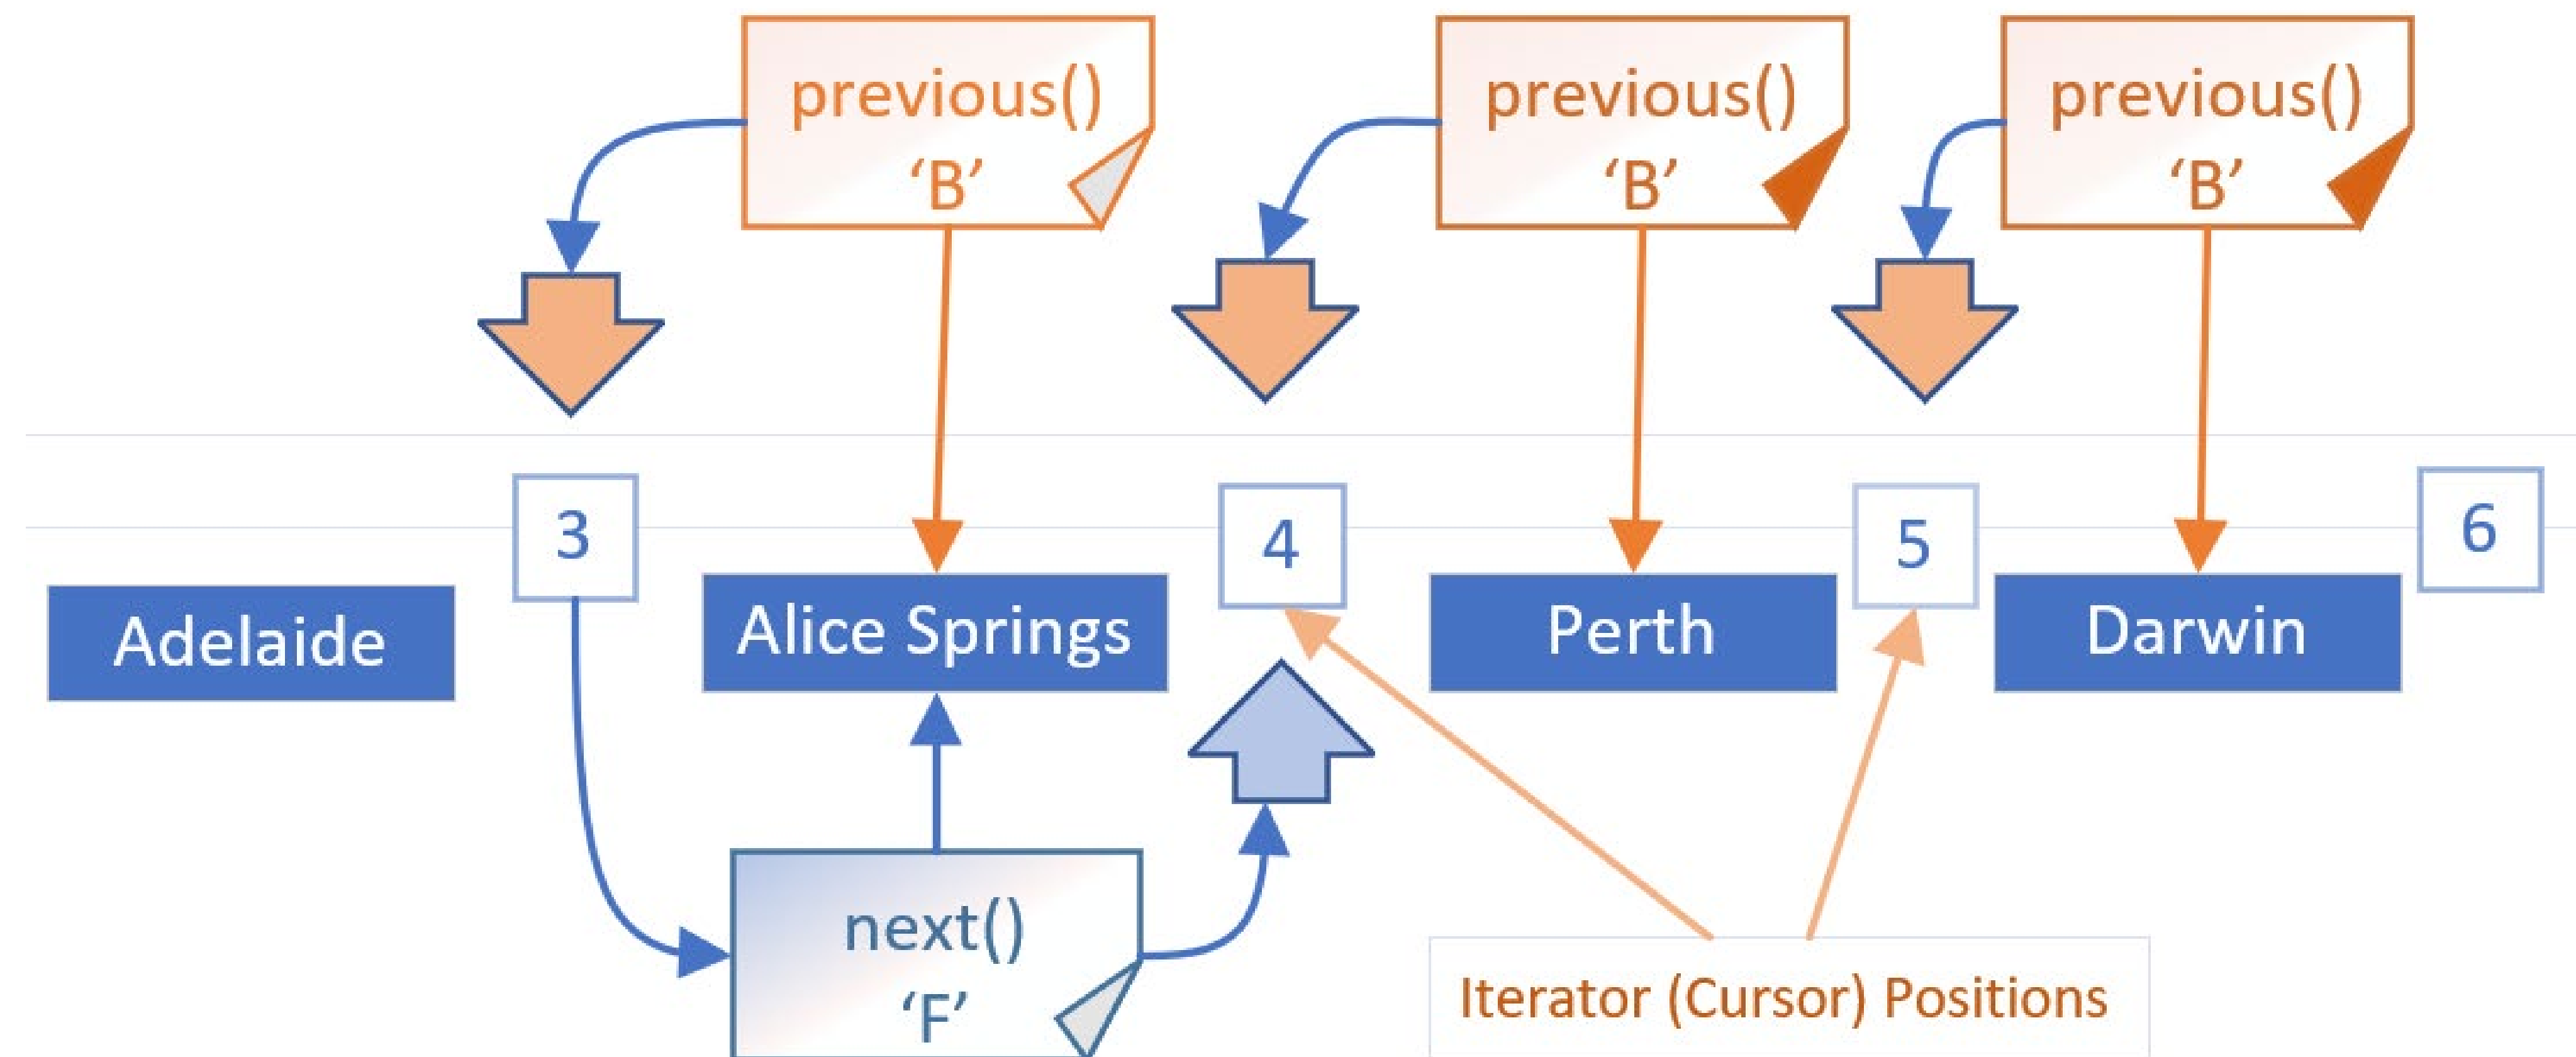 previous()
‘B’
previous()
‘B’
previous()
‘B’
3
4
5
6
Adelaide
Alice Springs
Perth
Darwin
next()
‘F’
Iterator (Cursor) Positions